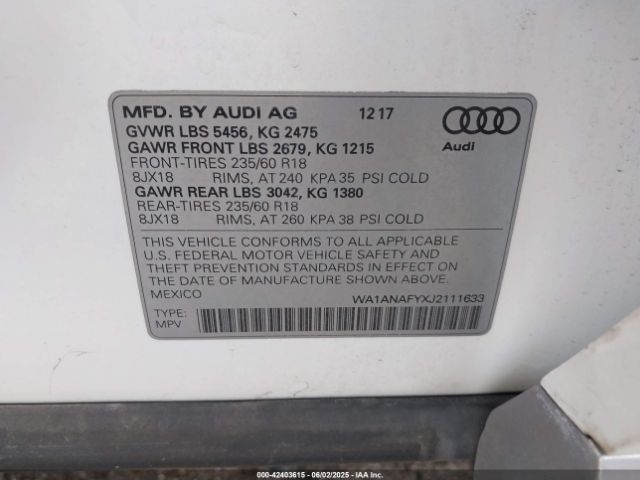 MFD. BY AUDI AG 12 17
GVWR LBS 5456, KG 2475
GAWR FRONT LBS 2679, KG 1215
FRONT-TIRES 235/60 R18
8JX18 RIMS, AT 240 KPA 35 PSI COLD
GAWR REAR LBS 3042, KG 1380
REAR-TIRES 235/60 R18
8JX18 RIMS, AT 260 KPA 38 PSI COLD
Audi
THIS VEHICLE CONFORMS TO ALL APPLICABLE
U.S. FEDERAL MOTOR VEHICLE SAFETY AND
THEFT PREVENTION STANDARDS IN EFFECT ON
THE DATE OF MANUFACTURE SHOWN ABOVE.
MEXICO WA1ANAFYXJ2111633
TYPE:
MPV
000-42403615 - 06/02/2025 - IAA Inc.